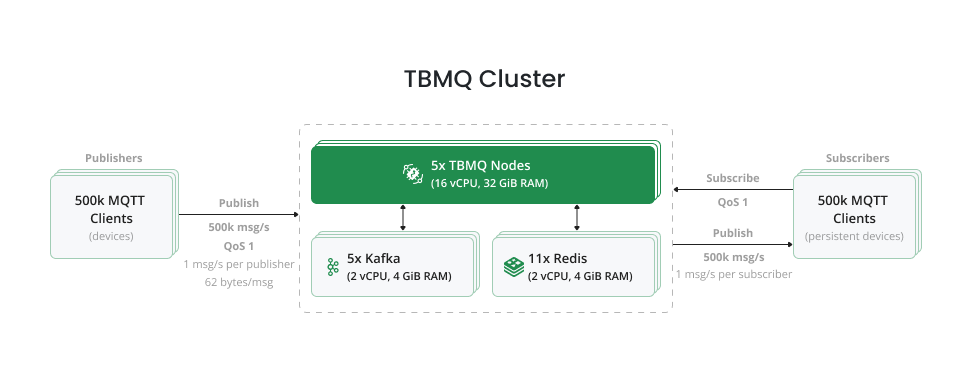 TBMQ Cluster
Publishers
500k MQTT
Clients
(devices)
Publish
500k msg/s
QoS 1
1 msg/s per publisher
62 bytes/msg
5x TBMQ Nodes
(16 vCPU, 32 GiB RAM)
5x Kafka
(2 vCPU, 4 GiB RAM)
11x Redis
(2 vCPU, 4 GiB RAM)
Subscribe
QoS 1
Publish
500k msg/s
1 msg/s per subscriber
Subscribers
500k MQTT
Clients
(persistent devices)